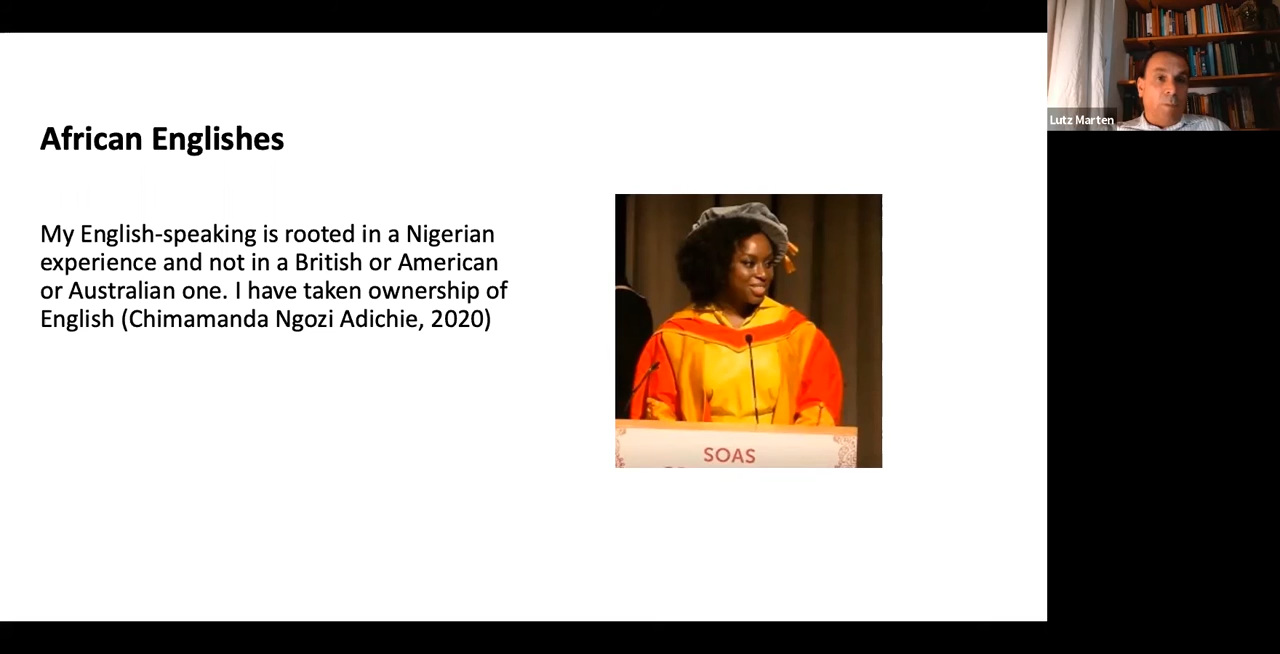 African Englishes
My English-speaking is rooted in a Nigerian
experience and not in a British or American
or Australian one. I have taken ownership of
English (Chimamanda Ngozi Adichie, 2020)
SOAS
Lutz Marten